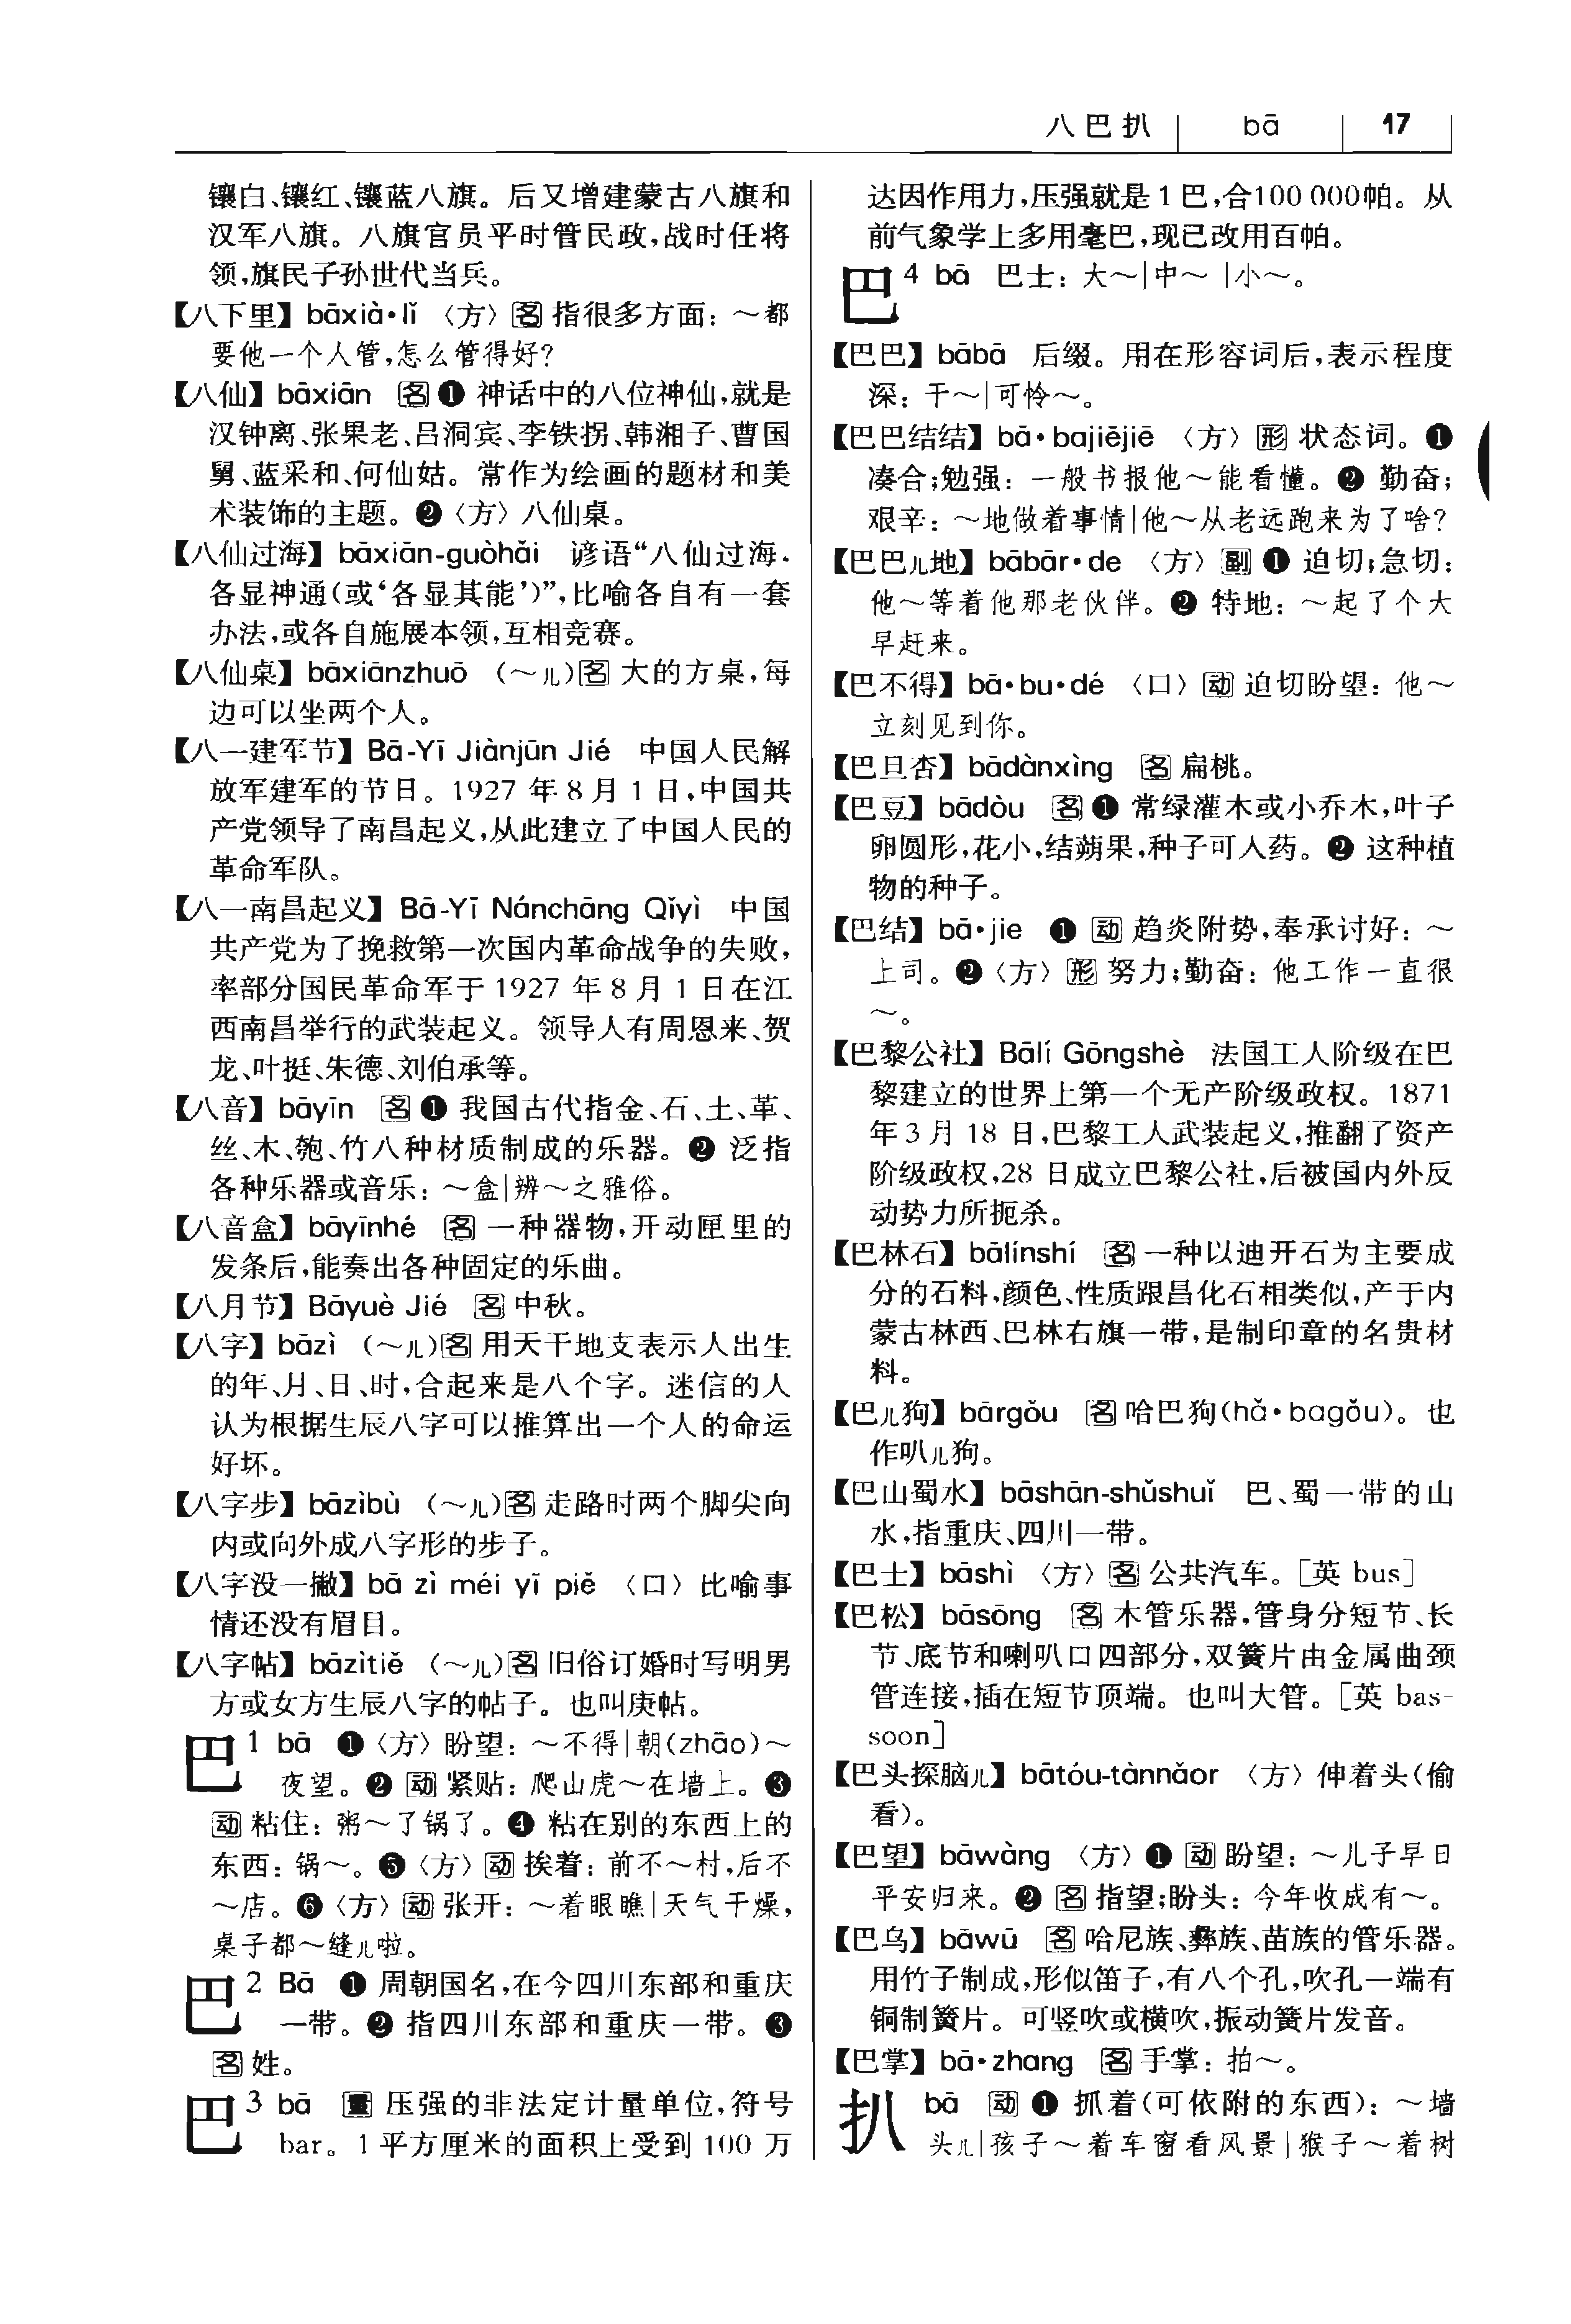 八巴扒 bā 17
镶白、镶红、镶蓝八旗。后又增建蒙古八旗和
汉军八旗。八旗官员平时管民政,战时任将
领,旗民子孙世代当兵。
【八下里】bāxià•lǐ 〈方〉名 指很多方面：～都
要他一个人管,怎么管得好?
【八仙】bāxiān 名❶ 神话中的八位神仙,就是
汉钟离、张果老、吕洞宾、李铁拐、韩湘子、曹国
舅、蓝采和、何仙姑。常作为绘画的题材和美
术装饰的主题。❷〈方〉八仙桌。
【八仙过海】bāxiān-guòhǎi 谚语“八仙过海.
各显神通(或‘各显其能’)”,比喻各自有一套
办法,或各自施展本领,互相竞赛。
【八仙桌】bāxiānzhuō (～儿)名 大的方桌,每
边可以坐两个人。
【八一建军节】Bā-Yī Jiànjūn Jié 中国人民解
放军建军的节日。1927 年 8 月 1 日,中国共
产党领导了南昌起义,从此建立了中国人民的
革命军队。
【八一南昌起义】Bā-Yī Nánchāng Qǐyì 中国
共产党为了挽救第一次国内革命战争的失败,
率部分国民革命军于 1927 年 8 月 1 日在江
西南昌举行的武装起义。领导人有周恩来、贺
龙、叶挺、朱德、刘伯承等。
【八音】bāyīn 名❶ 我国古代指金、石、土、革、
丝、木、匏、竹八种材质制成的乐器。❷ 泛指
各种乐器或音乐：～盒|辨～之雅俗。
【八音盒】bāyīnhé 名 一种器物,开动匣里的
发条后,能奏出各种固定的乐曲。
【八月节】Bāyuè Jié 名 中秋。
【八字】bāzì (～儿)名 用天干地支表示人出生
的年、月、日、时,合起来是八个字。迷信的人
认为根据生辰八字可以推算出一个人的命运
好坏。
【八字步】bāzìbù (～儿)名 走路时两个脚尖向
内或向外成八字形的步子。
【八字没一撇】bā zì méi yī piě 〈口〉比喻事
情还没有眉目。
【八字帖】bāzìtiě (～儿)名 旧俗订婚时写明男
方或女方生辰八字的帖子。也叫庚帖。
巴1 bā ❶〈方〉盼望：～不得|朝(zhāo)～
夜望。❷ 动 紧贴：爬山虎～在墙上。❸
动 粘住：粥～了锅了。❹ 粘在别的东西上的
东西：锅～。❺〈方〉动 挨着：前不～村,后不
～店。❻〈方〉动 张开：～着眼瞧|天气干燥,
桌子都～缝儿啦。
巴2 Bā ❶ 周朝国名,在今四川东部和重庆
一带。❷ 指四川东部和重庆一带。❸
名 姓。
巴3 bā 量 压强的非法定计量单位,符号
bar。1 平方厘米的面积上受到 100 万
达因作用力,压强就是 1 巴,合100 000帕。从
前气象学上多用毫巴,现已改用百帕。
巴4 bā 巴士：大～|中～|小～。
【巴巴】bābā 后缀。用在形容词后,表示程度
深：干～|可怜～。
【巴巴结结】bā•bajiējiē 〈方〉形 状态词。❶
凑合;勉强：一般书报他～能看懂。❷ 勤奋;
艰辛：～地做着事情|他～从老远跑来为了啥?
【巴巴儿地】bābār•de 〈方〉副❶ 迫切;急切：
他～等着他那老伙伴。❷ 特地：～起了个大
早赶来。
【巴不得】bā•bu•dé 〈口〉动 迫切盼望：他～
立刻见到你。
【巴旦杏】bādànxìng 名 扁桃。
【巴豆】bādòu 名❶ 常绿灌木或小乔木,叶子
卵圆形,花小,结蒴果,种子可入药。❷ 这种植
物的种子。
【巴结】bā•jie ❶ 动 趋炎附势,奉承讨好：～
上司。❷〈方〉形 努力;勤奋：他工作一直很
～。
【巴黎公社】Bālí Gōngshè 法国工人阶级在巴
黎建立的世界上第一个无产阶级政权。1871
年 3 月 18 日,巴黎工人武装起义,推翻了资产
阶级政权,28 日成立巴黎公社,后被国内外反
动势力所扼杀。
【巴林石】bālínshí 名 一种以迪开石为主要成
分的石料,颜色、性质跟昌化石相类似,产于内
蒙古林西、巴林右旗一带,是制印章的名贵材
料。
【巴儿狗】bārgǒu 名 哈巴狗(hǎ•bagǒu)。也
作叭儿狗。
【巴山蜀水】bāshān-shǔshuǐ 巴、蜀一带的山
水,指重庆、四川一带。
【巴士】bāshì 〈方〉名 公共汽车。[英 bus]
【巴松】bāsōng 名 木管乐器,管身分短节、长
节、底节和喇叭口四部分,双簧片由金属曲颈
管连接,插在短节顶端。也叫大管。[英 bas-
soon]
【巴头探脑儿】bātóu-tànnǎor 〈方〉伸着头(偷
看)。
【巴望】bāwàng 〈方〉❶ 动 盼望：～儿子早日
平安归来。❷ 名 指望;盼头：今年收成有～。
【巴乌】bāwū 名 哈尼族、彝族、苗族的管乐器。
用竹子制成,形似笛子,有八个孔,吹孔一端有
铜制簧片。可竖吹或横吹,振动簧片发音。
【巴掌】bā•zhang 名 手掌：拍～。
扒 bā 动❶ 抓着(可依附的东西)：～墙
头儿|孩子～着车窗看风景|猴子～着树